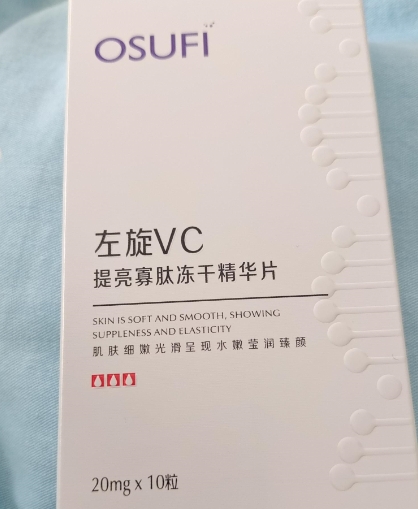 OSUFI
左旋VC
提亮寡肽冻干精华片
SKIN IS SOFT AND SMOOTH, SHOWING
SUPPLENESS AND ELASTICITY
肌肤细嫩光滑呈现水嫩莹润臻颜
20mg x 10粒